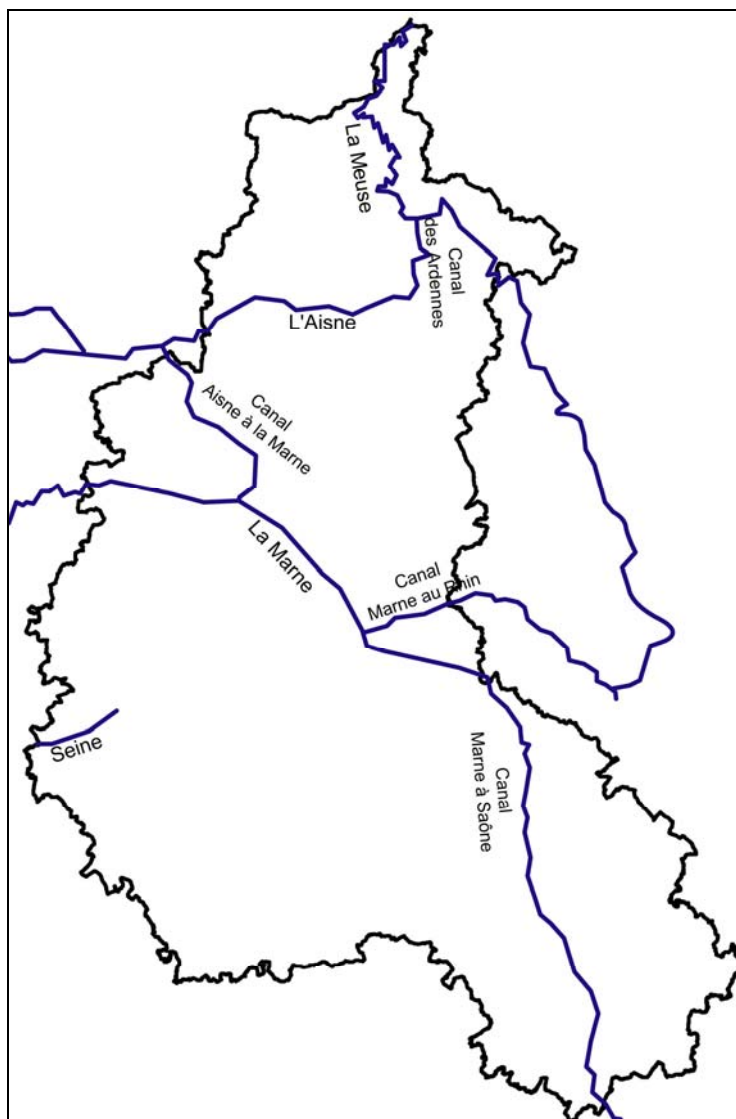 La Meuse
Canal
des Ardennes
L'Aisne
Canal
Aisne à la Marne
La Marne
Canal
Marne au Rhin
Seine
Canal
Marne à Saône